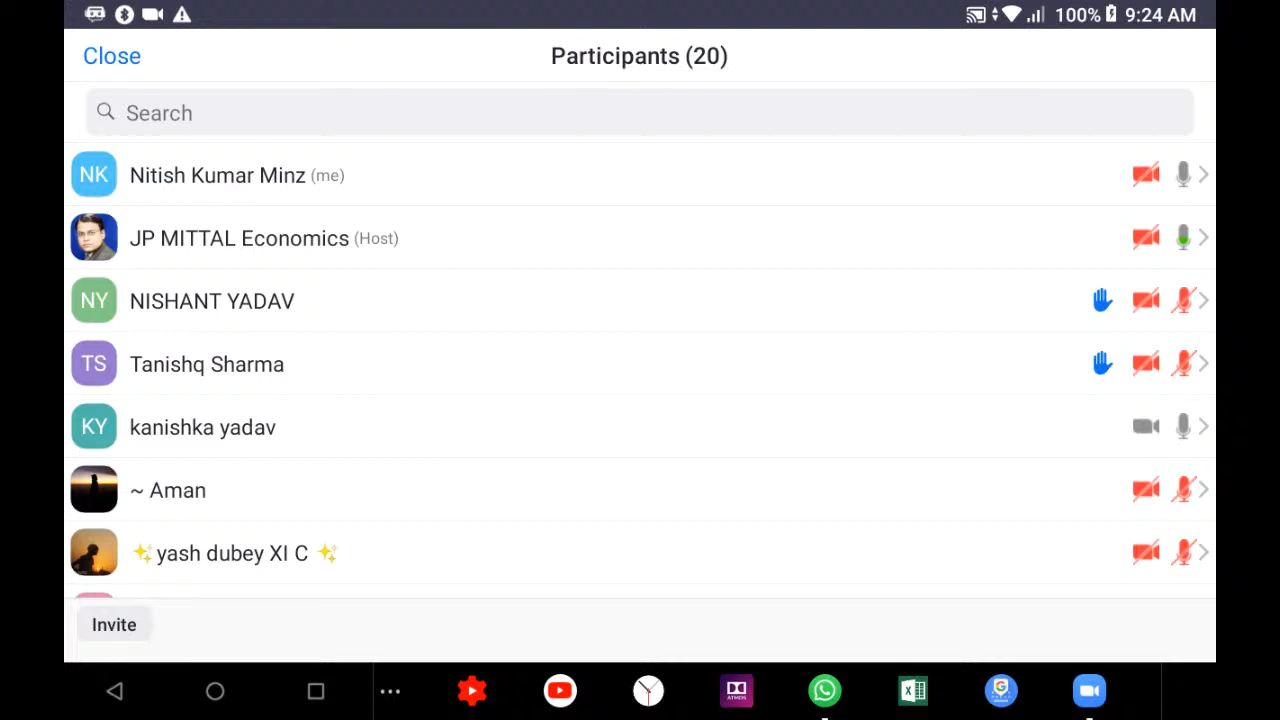 100% 9:24 AM
Close
Participants (20)
Search
NK
Nitish Kumar Minz (me)
JP MITTAL Economics (Host)
NY
NISHANT YADAV
TS
Tanishq Sharma
KY
kanishka yadav
~ Aman
✨yash dubey XI C ✨
Invite
ATMOS